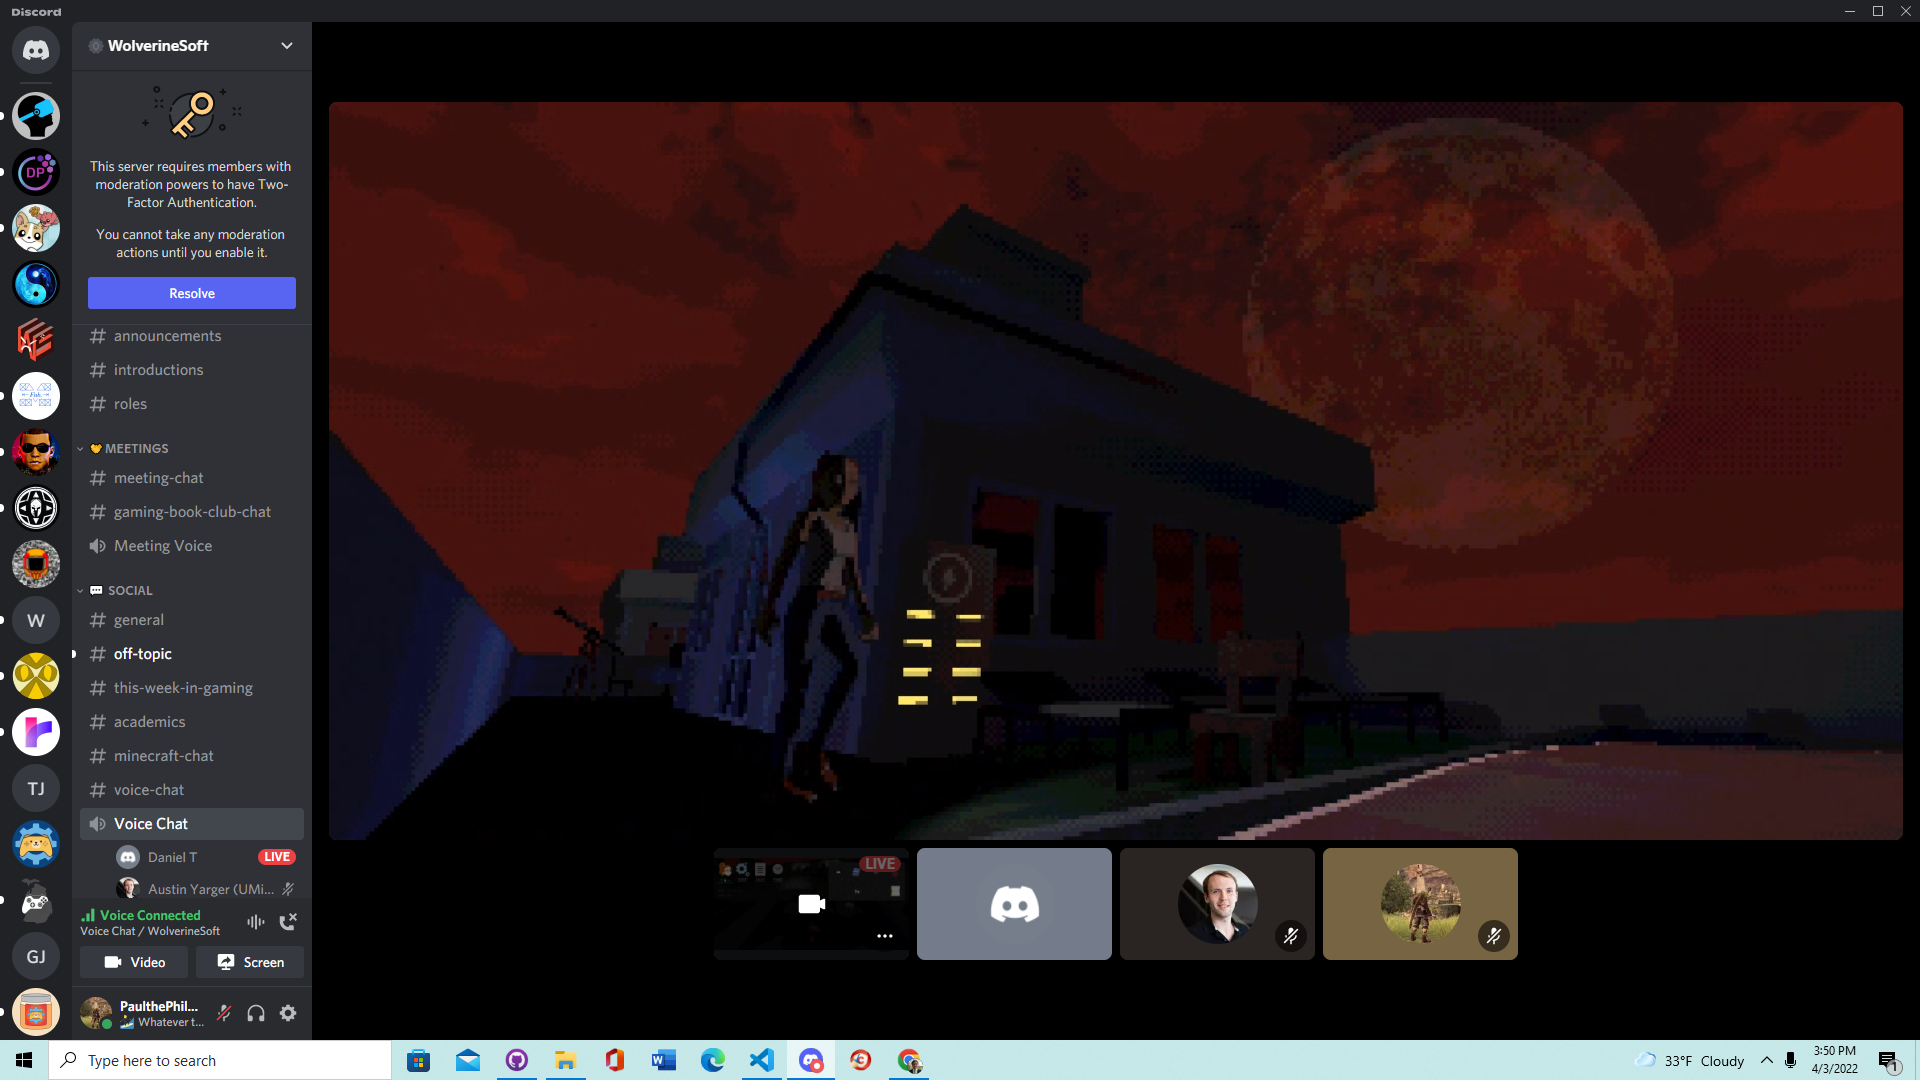 Discord
WolverineSoft
This server requires members with
moderation powers to have Two-
Factor Authentication.
You cannot take any moderation
actions until you enable it.
Resolve
announcements
introductions
roles
MEETINGS
meeting-chat
gaming-book-club-chat
Meeting Voice
SOCIAL
general
off-topic
this-week-in-gaming
academics
minecraft-chat
voice-chat
Voice Chat
Daniel T
LIVE
Austin Yarger (UMi...
Voice Connected
Voice Chat / WolverineSoft
Video
Screen
PaulthePhil...
Whatever t...
DP
Fish.
W
TJ
GJ
LIVE
Type here to search
33°F Cloudy
3:50 PM
4/3/2022
1